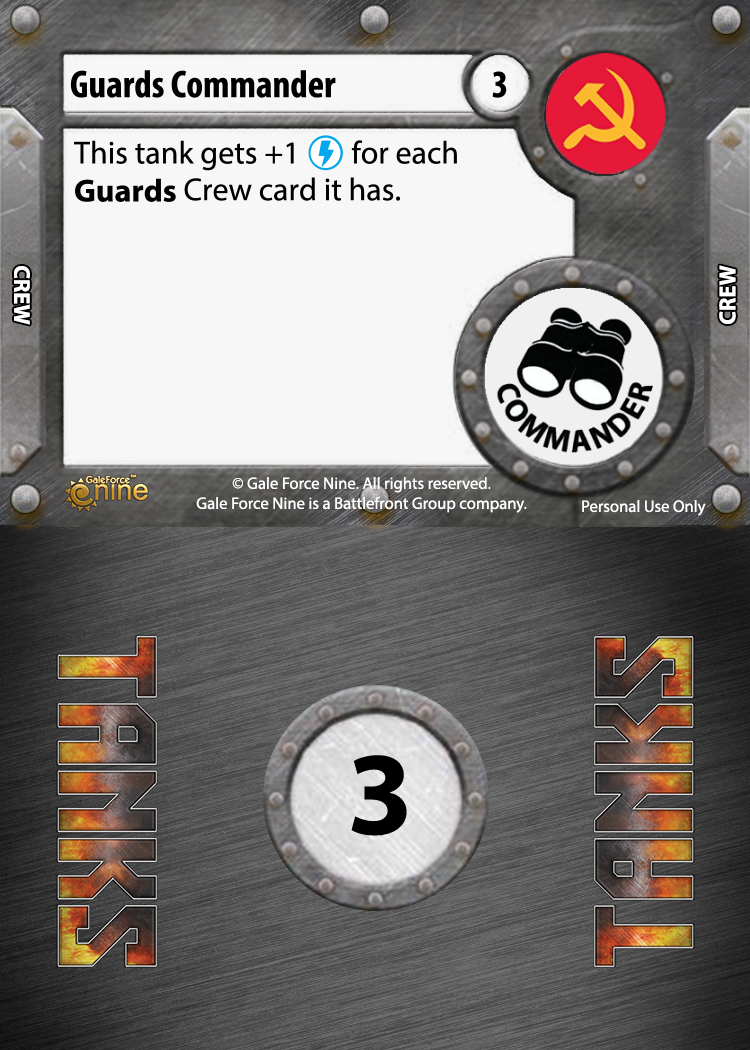 Guards Commander
3
This tank gets +1 for each
Guards Crew card it has.
CREW
CREW
COMMANDER
GaleForce™
nine
© Gale Force Nine. All rights reserved.
Gale Force Nine is a Battlefront Group company.
Personal Use Only
TANKS
3
TANKS